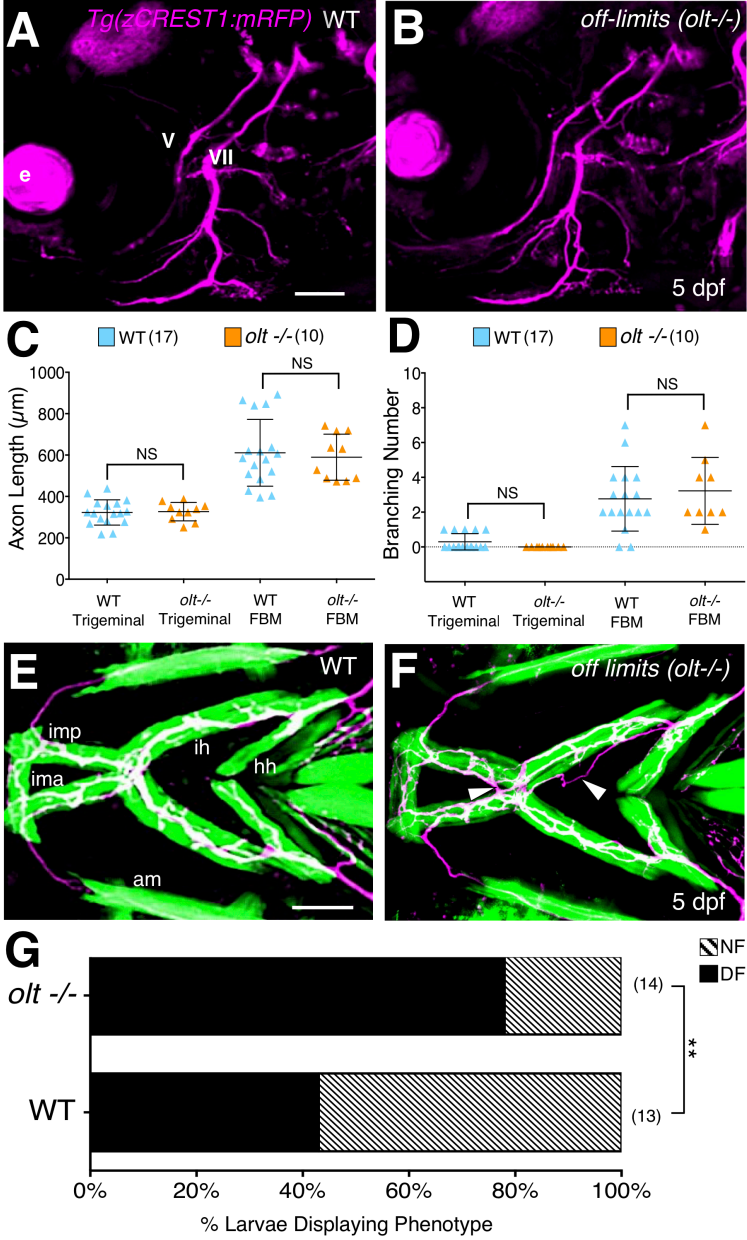 A Tg(zCREST1:mRFP) WT
V
VII
e
B off-limits (olt-/-)
5 dpf
C WT (17) olt -/- (10)
Axon Length (µm)
1000
800
600
400
200
0
NS
NS
WT Trigeminal
olt-/- Trigeminal
WT FBM
olt-/- FBM
D WT (17) olt -/- (10)
Branching Number
10
8
6
4
2
0
NS
NS
WT Trigeminal
olt-/- Trigeminal
WT FBM
olt-/- FBM
E WT
imp
ima
ih
hh
am
F off limits (olt-/-)
5 dpf
G
NF
DF
olt -/-
(14)
**
WT
(13)
0% 20% 40% 60% 80% 100%
% Larvae Displaying Phenotype